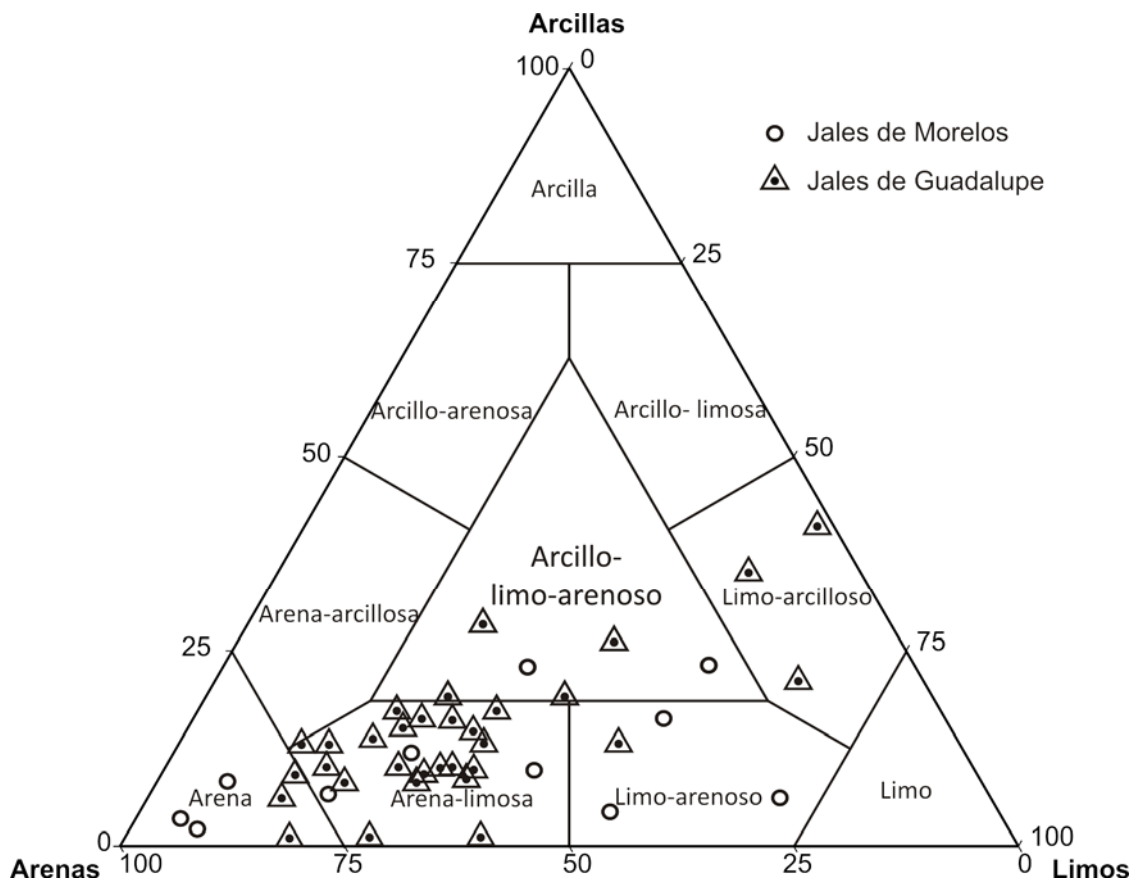 Arcillas
100 0
Jales de Morelos
Jales de Guadalupe
Arcilla
75 25
Arcillo-arenosa Arcillo- limosa
50 50
Arcillo-
limo-arenoso
Limo-arcilloso
Arena-arcillosa
25 75
Arena Arena-limosa Limo-arenoso Limo
0 100
Arenas 100 75 50 25 0 Limos